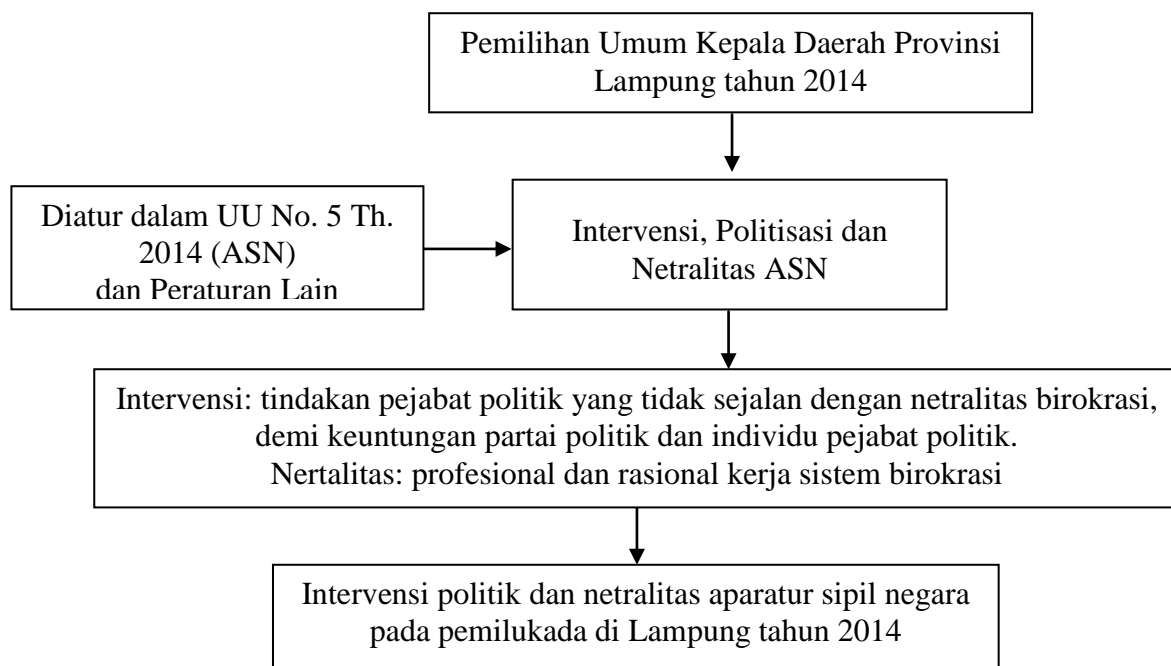 Pemilihan Umum Kepala Daerah Provinsi
Lampung tahun 2014
Diatur dalam UU No. 5 Th.
2014 (ASN)
dan Peraturan Lain
Intervensi, Politisasi dan
Netralitas ASN
Intervensi: tindakan pejabat politik yang tidak sejalan dengan netralitas birokrasi,
demi keuntungan partai politik dan individu pejabat politik.
Nertalitas: profesional dan rasional kerja sistem birokrasi
Intervensi politik dan netralitas aparatur sipil negara
pada pemilukada di Lampung tahun 2014